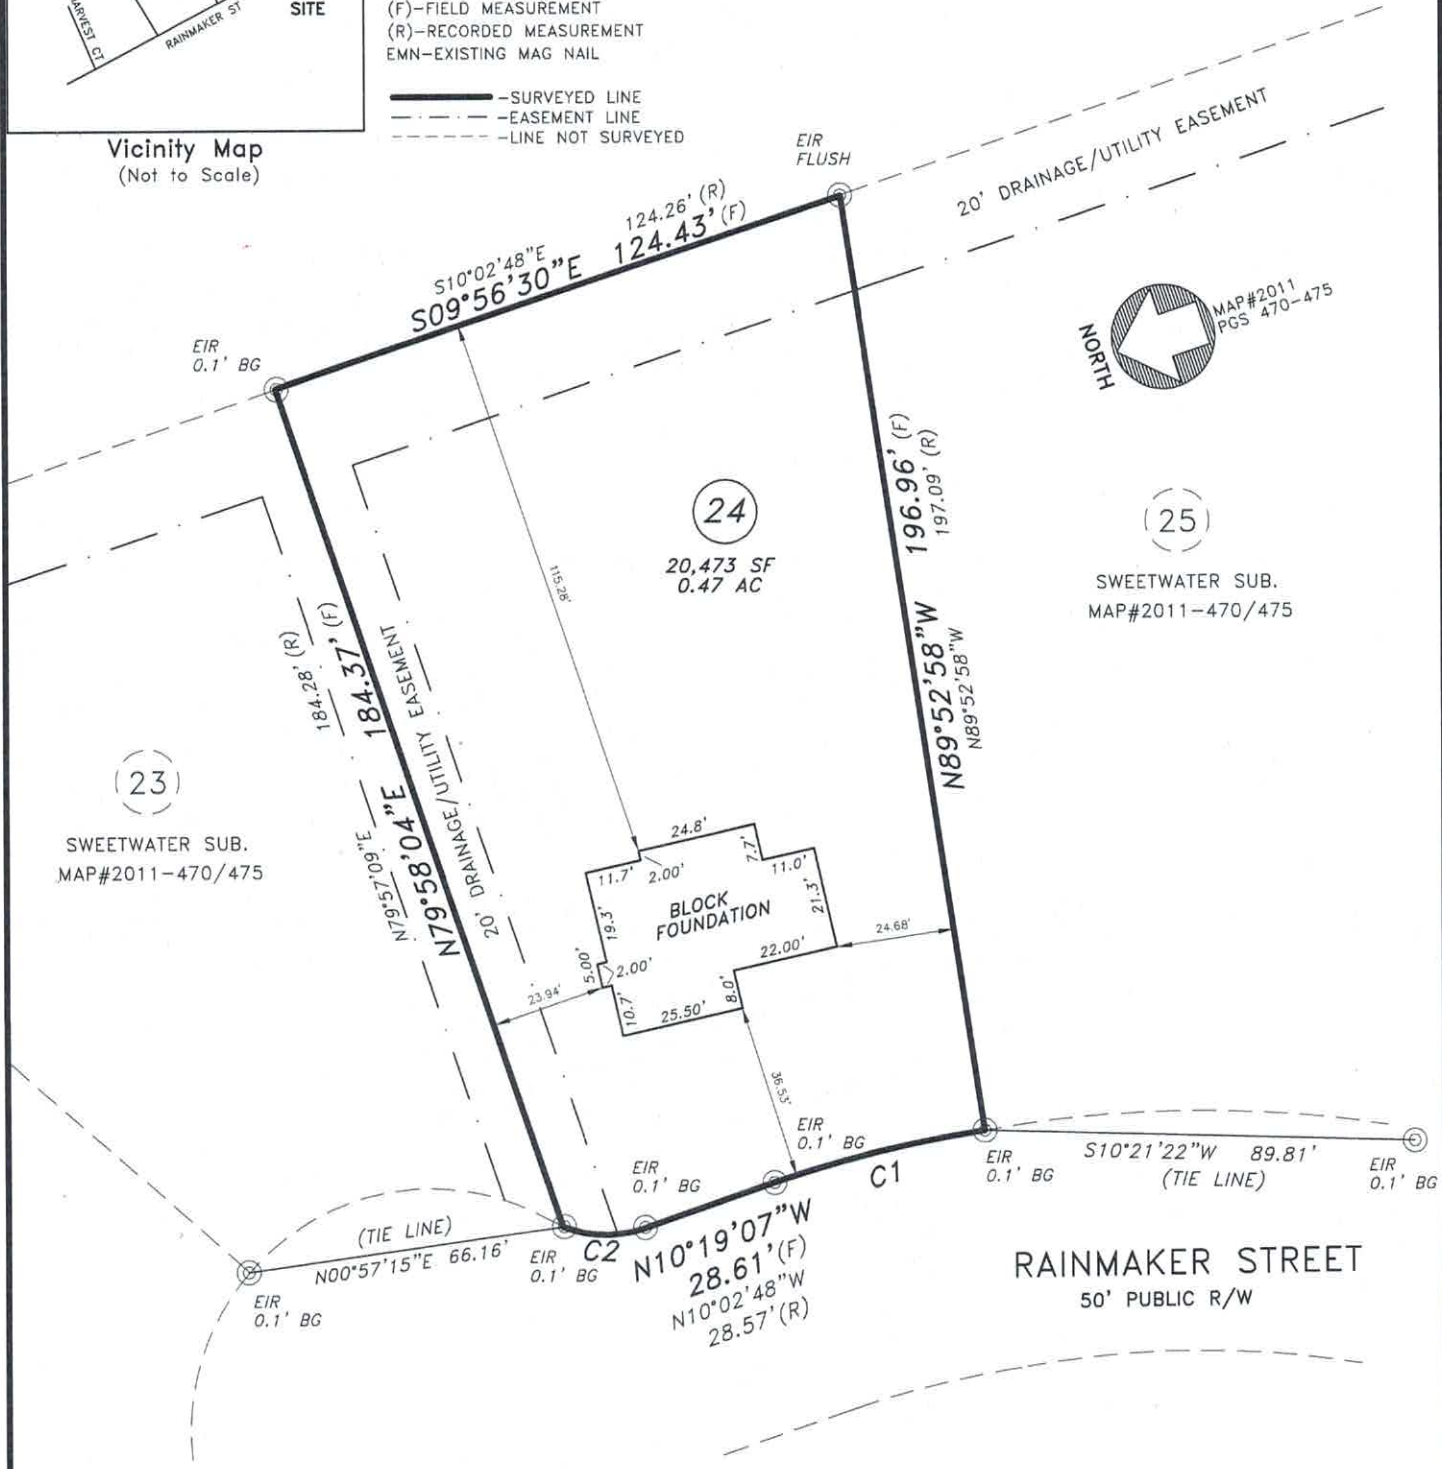 ARVEST CT
RAINMAKER ST
SITE
Vicinity Map
(Not to Scale)
(F)-FIELD MEASUREMENT
(R)-RECORDED MEASUREMENT
EMN-EXISTING MAG NAIL
-SURVEYED LINE
-EASEMENT LINE
-LINE NOT SURVEYED
EIR
FLUSH
20' DRAINAGE/UTILITY EASEMENT
124.26' (R)
124.43' (F)
S10°02'48"E
S09°56'30"E
EIR
0.1' BG
NORTH
MAP#2011
PGS 470-475
196.96' (F)
197.09' (R)
N89°52'58"W
N89°52'58"W
24
20,473 SF
0.47 AC
25
SWEETWATER SUB.
MAP#2011-470/475
115.28'
184.28' (R)
184.37' (F)
N79°57'09"E
N79°58'04"E
20' DRAINAGE/UTILITY EASEMENT
23
SWEETWATER SUB.
MAP#2011-470/475
24.8'
7.7'
11.7'
2.00'
11.0'
BLOCK
FOUNDATION
19.3'
21.3'
24.68'
5.00'
2.00'
22.00'
23.94'
8.0'
10.7'
25.50'
36.53'
EIR
0.1' BG
C1
EIR
0.1' BG
S10°21'22"W 89.81'
(TIE LINE)
EIR
0.1' BG
EIR
0.1' BG
(TIE LINE)
N00°57'15"E 66.16'
EIR
0.1' BG
C2
EIR
0.1' BG
N10°19'07"W
28.61' (F)
N10°02'48"W
28.57' (R)
RAINMAKER STREET
50' PUBLIC R/W